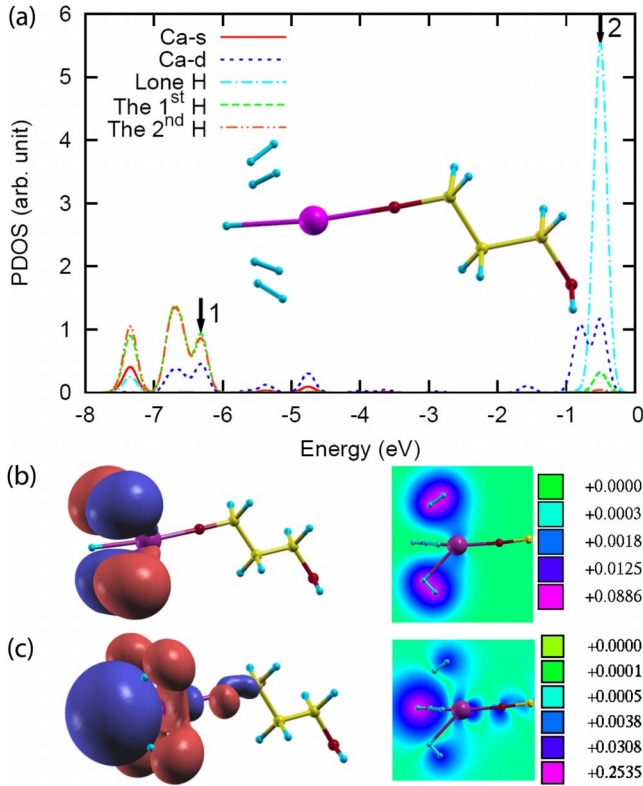 (a)
6
5
4
3
2
1
0
PDOS (arb. unit)
Ca-s
Ca-d
Lone H
The 1st H
The 2nd H
1
2
-8 -7 -6 -5 -4 -3 -2 -1 0
Energy (eV)
(b)
+0.0000
+0.0003
+0.0018
+0.0125
+0.0886
(c)
+0.0000
+0.0001
+0.0005
+0.0038
+0.0308
+0.2535